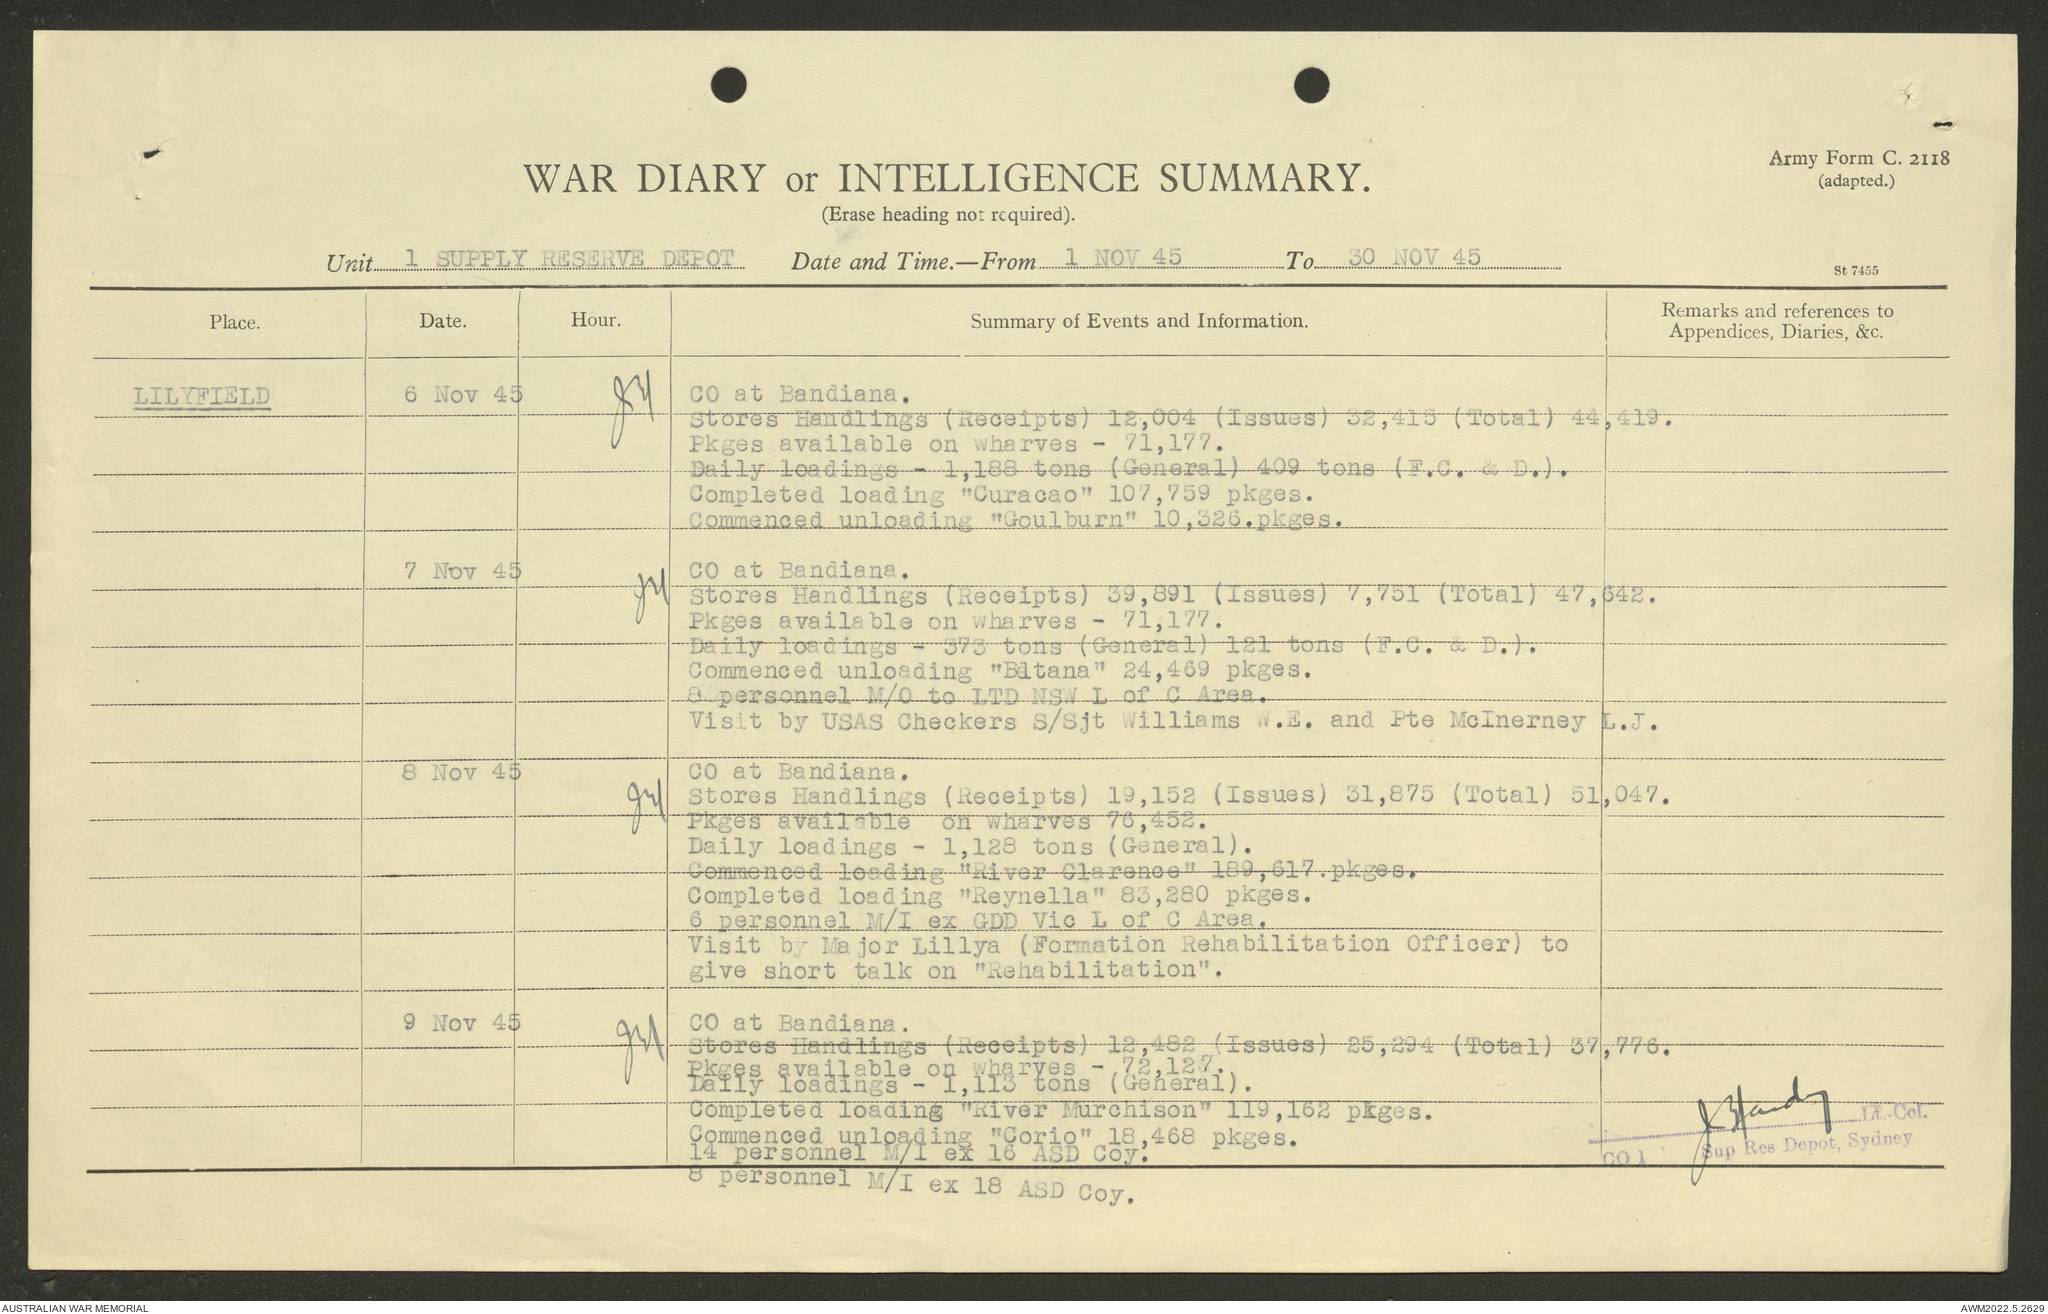 Army Form C. 2118
(adapted.)
WAR DIARY or INTELLIGENCE SUMMARY.
(Erase heading not required).
Unit 1 SUPPLY RESERVE DEPOT Date and Time.—From 1 NOV 45 To 30 NOV 45
St 7455
Place. Date. Hour. Summary of Events and Information. Remarks and references to
Appendices, Diaries, &c.
LILYFIELD 6 Nov 45 CO at Bandiana.
Stores Handlings (Receipts) 12,004 (Issues) 32,415 (Total) 44,419.
Pkges available on wharves - 71,177.
Daily loadings - 1,188 tons (General) 409 tons (F.C. & D.).
Completed loading "Curacao" 107,759 pkges.
Commenced unloading "Goulburn" 10,326.pkges.
7 Nov 45 CO at Bandiana.
Stores Handlings (Receipts) 39,891 (Issues) 7,751 (Total) 47,642.
Pkges available on wharves - 71,177.
Daily loadings - 373 tons (General) 121 tons (F.C. & D.).
Commenced unloading 24,469 pkges.
personnel M/O to LTD NSW L of C Area.
Visit by USAS Checkers S/Sjt Williams W.E. and Pte McInerney L.J.
8 Nov 45 CO at Bandiana.
Stores Handlings (Receipts) 19,152 (Issues) 31,875 (Total) 51,047.
Pkges available on wharves 76,452.
Daily loadings - 1,128 tons (General).
Commenced loading "River Clarence" 189,617.pkges.
Completed loading "Reynella" 83,280 pkges.
6 personnel M/I ex GDD Vic L of C Area.
Visit by Major Lillya (Formation Rehabilitation Officer) to
give short talk on "Rehabilitation".
9 Nov 45 CO at Bandiana.
Stores Handlings (Receipts) 12,482 (Issues) 25,294 (Total) 37,776.
Pkges available on wharves - 72,127.
Daily loadings - 1,113 tons (General).
Completed loading "River Murchison" 119,162 pkges.
Commenced unloading "Corio" 18,468 pkges.
14 personnel M/I ex 16 ASD Coy.
8 personnel M/I ex 18 ASD Coy.
Lt-Col.
CO 1 Sup Res Depot, Sydney
AUSTRALIAN WAR MEMORIAL
AWM2022.5.2629